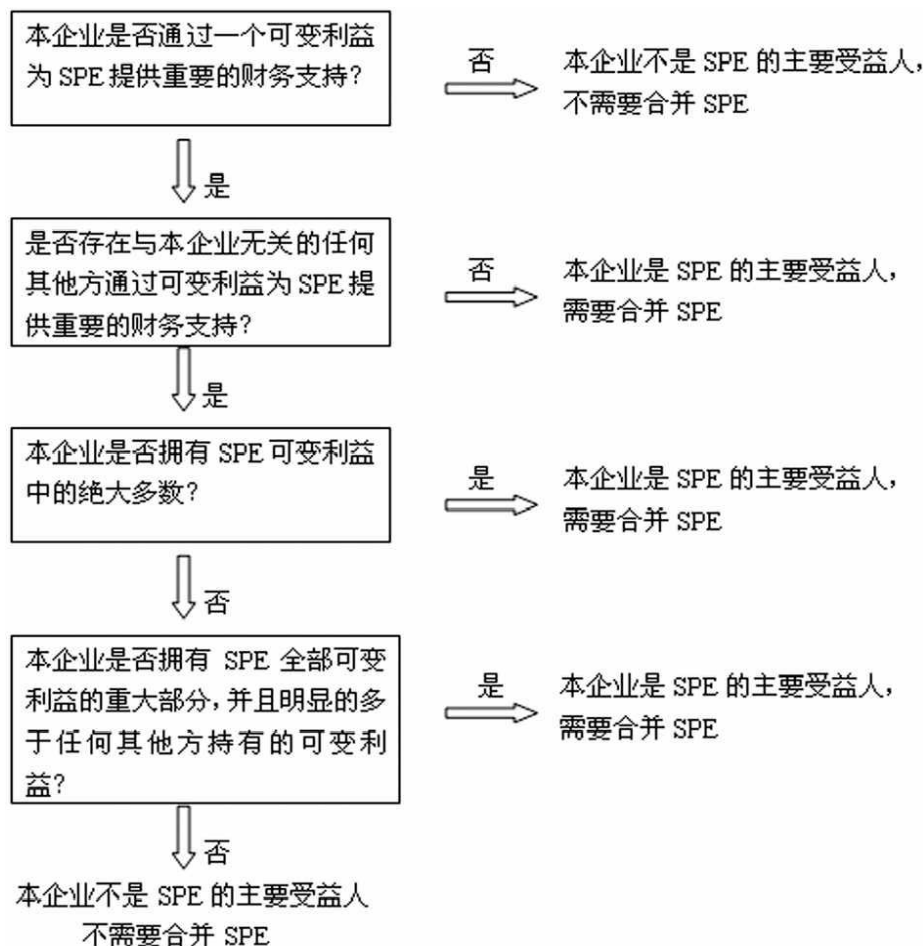 本企业是否通过一个可变利益
为 SPE 提供重要的财务支持?
否
本企业不是 SPE 的主要受益人,
不需要合并 SPE
是
是否存在与本企业无关的任何
其他方通过可变利益为 SPE 提
供重要的财务支持?
否
本企业是 SPE 的主要受益人,
需要合并 SPE
是
本企业是否拥有 SPE 可变利益
中的绝大多数?
是
本企业是 SPE 的主要受益人,
需要合并 SPE
否
本企业是否拥有 SPE 全部可变
利益的重大部分,并且明显的多
于任何其他方持有的可变利
益?
是
本企业是 SPE 的主要受益人,
需要合并 SPE
否
本企业不是 SPE 的主要受益人
不需要合并 SPE